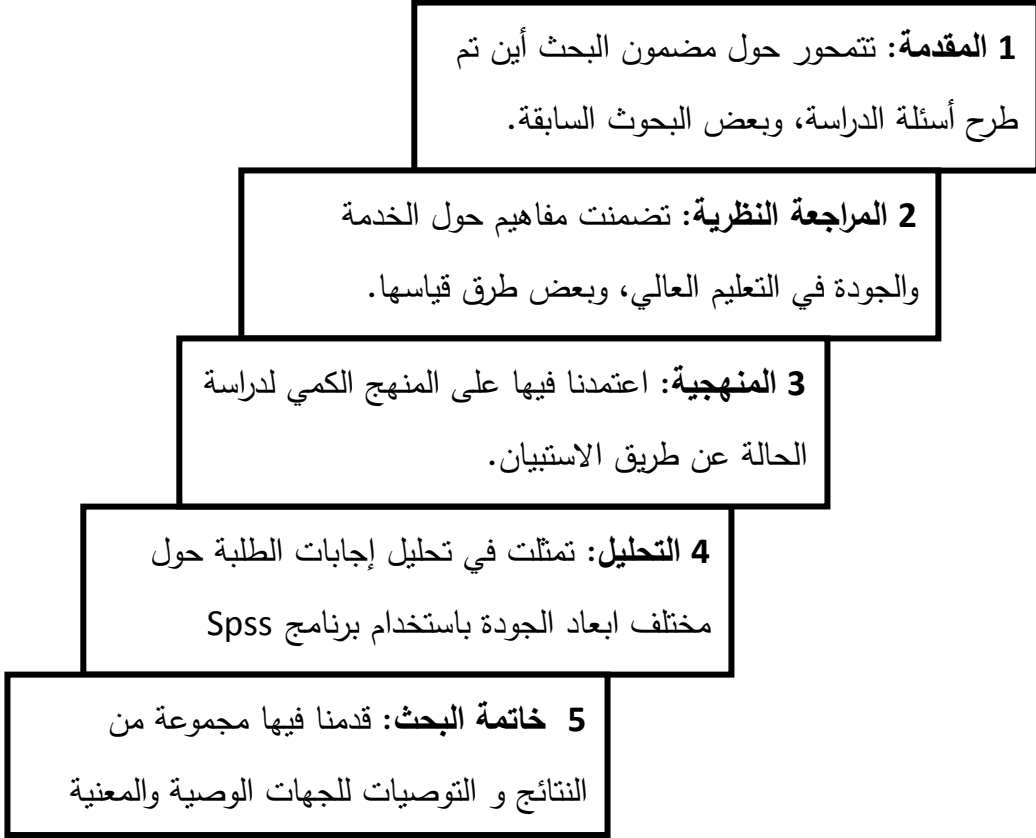 1 المقدمة: تتمحور حول مضمون البحث أين تم
طرح أسئلة الدراسة، وبعض البحوث السابقة.
2 المراجعة النظرية: تضمنت مفاهيم حول الخدمة
والجودة في التعليم العالي، وبعض طرق قياسها.
3 المنهجية: اعتمدنا فيها على المنهج الكمي لدراسة
الحالة عن طريق الاستبيان.
4 التحليل: تمثلت في تحليل إجابات الطلبة حول
مختلف ابعاد الجودة باستخدام برنامج Spss
5 خاتمة البحث: قدمنا فيها مجموعة من
النتائج و التوصيات للجهات الوصية والمعنية